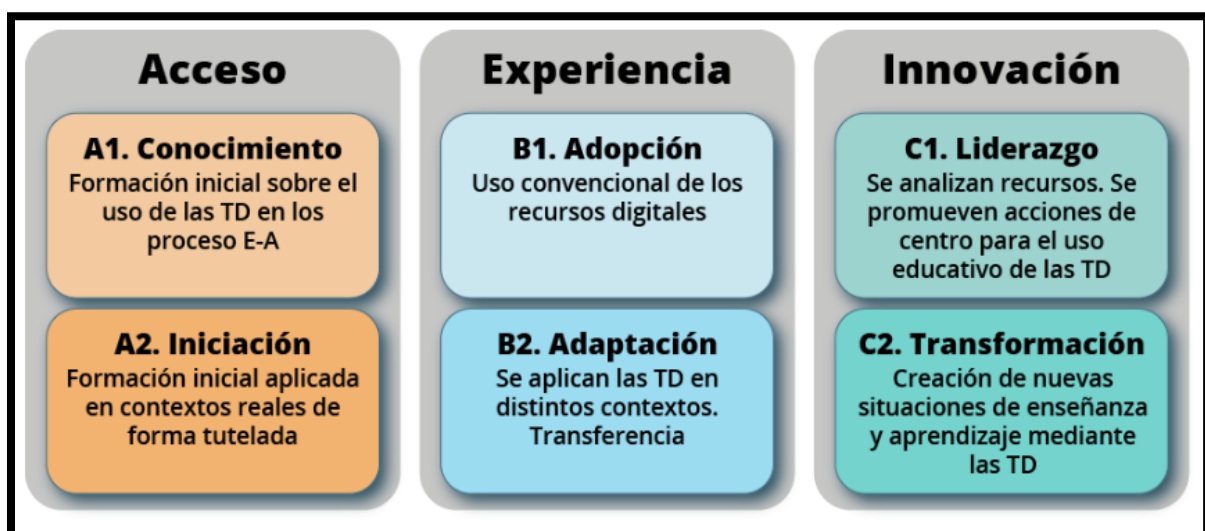 Acceso
A1. Conocimiento
Formación inicial sobre el
uso de las TD en los
proceso E-A
A2. Iniciación
Formación inicial aplicada
en contextos reales de
forma tutelada
Experiencia
B1. Adopción
Uso convencional de los
recursos digitales
B2. Adaptación
Se aplican las TD en
distintos contextos.
Transferencia
Innovación
C1. Liderazgo
Se analizan recursos. Se
promueven acciones de
centro para el uso
educativo de las TD
C2. Transformación
Creación de nuevas
situaciones de enseñanza
y aprendizaje mediante
las TD